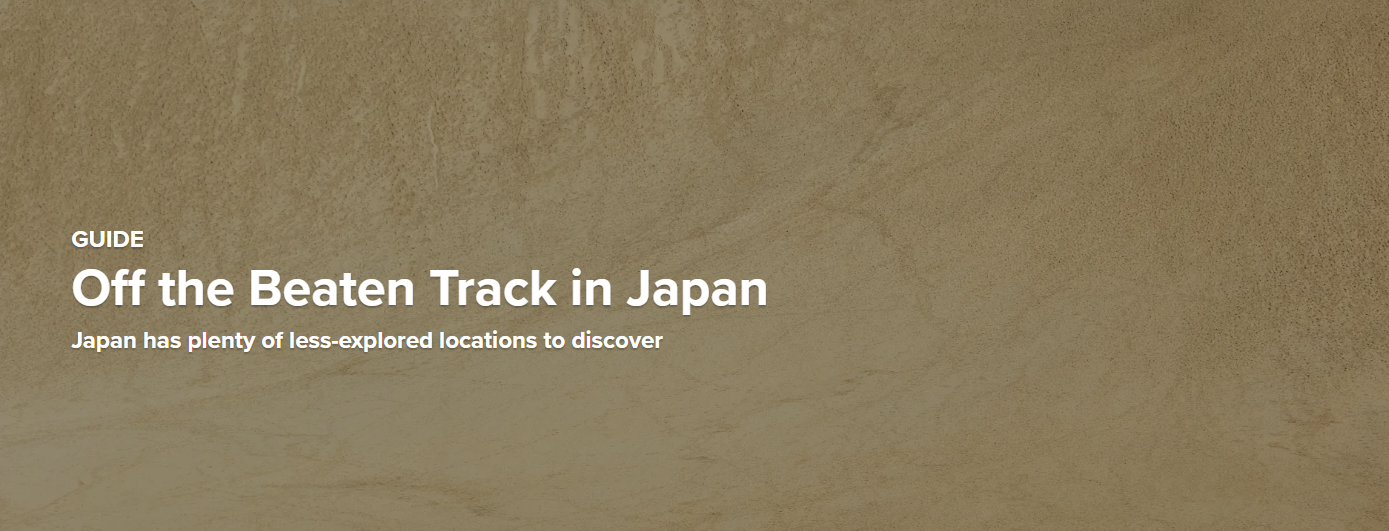 GUIDE
Off the Beaten Track in Japan
Japan has plenty of less-explored locations to discover